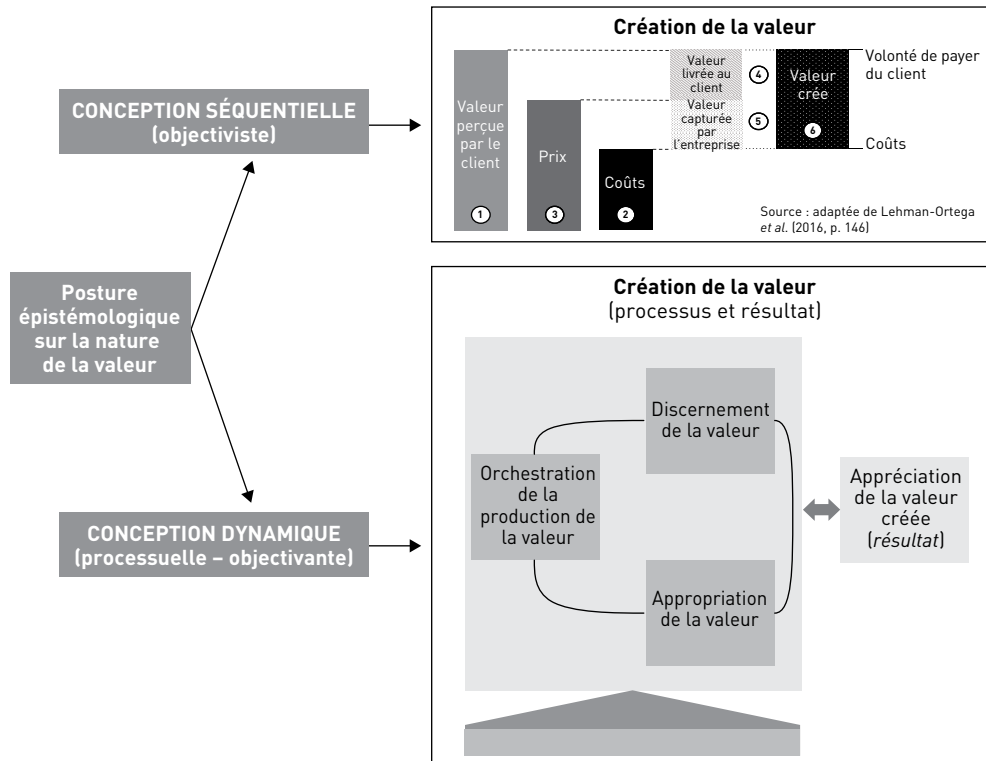 Création de la valeur
Valeur
perçue
par le
client
1
Prix
3
Coûts
2
Valeur
livrée au
client
4
Valeur
capturée
par
l'entreprise
5
Valeur
crée
6
Volonté de payer
du client
Coûts
Source : adaptée de Lehman-Ortega
et al. (2016, p. 146)
CONCEPTION SÉQUENTIELLE
(objectiviste)
Posture
épistémologique
sur la nature
de la valeur
CONCEPTION DYNAMIQUE
(processuelle – objectivante)
Création de la valeur
(processus et résultat)
Discernement
de la valeur
Orchestration
de la
production de
la valeur
Appropriation
de la valeur
Appréciation
de la valeur
créée
(résultat)